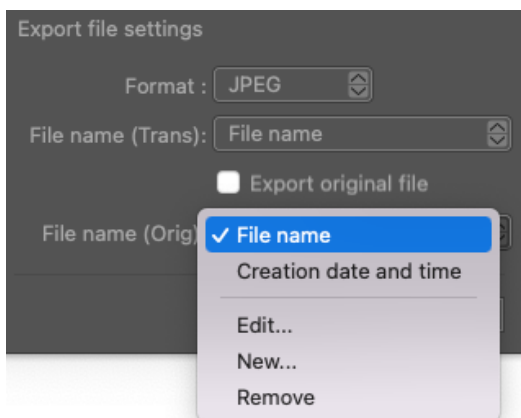 Export file settings
Format : JPEG
File name (Trans): File name
Export original file
File name (Orig) File name
Creation date and time
Edit...
New...
Remove